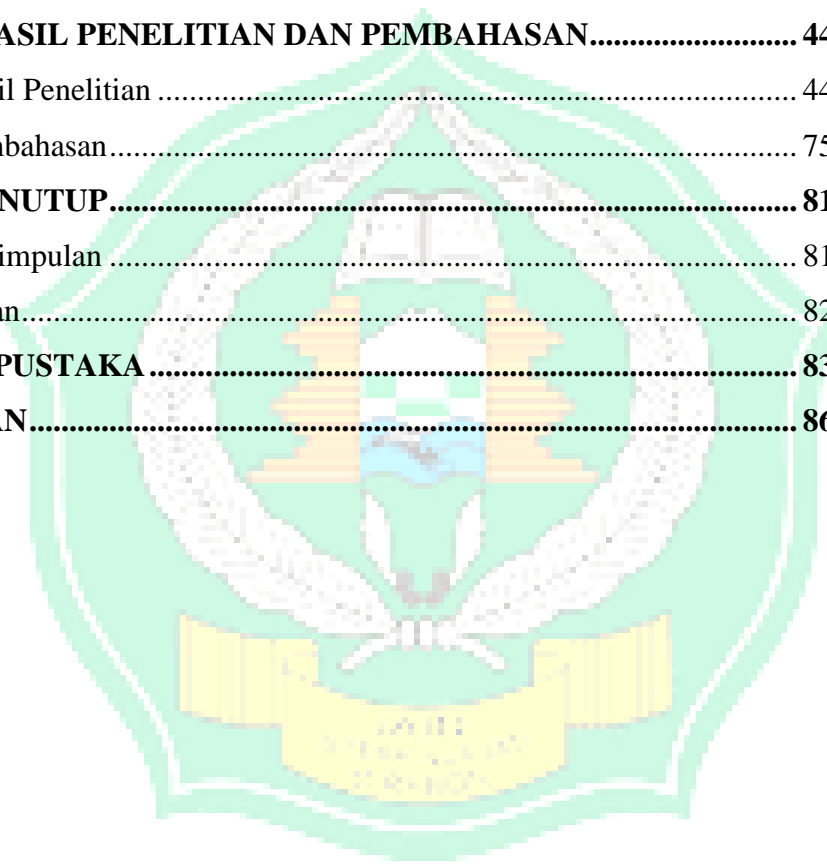 ASIL PENELITIAN DAN PEMBAHASAN......................... 44
il Penelitian ............................................................................. 44
nbahasan................................................................................... 75
NUTUP................................................................................... 81
impulan ................................................................................... 81
an.............................................................................................. 82
PUSTAKA .............................................................................. 83
AN............................................................................................ 86